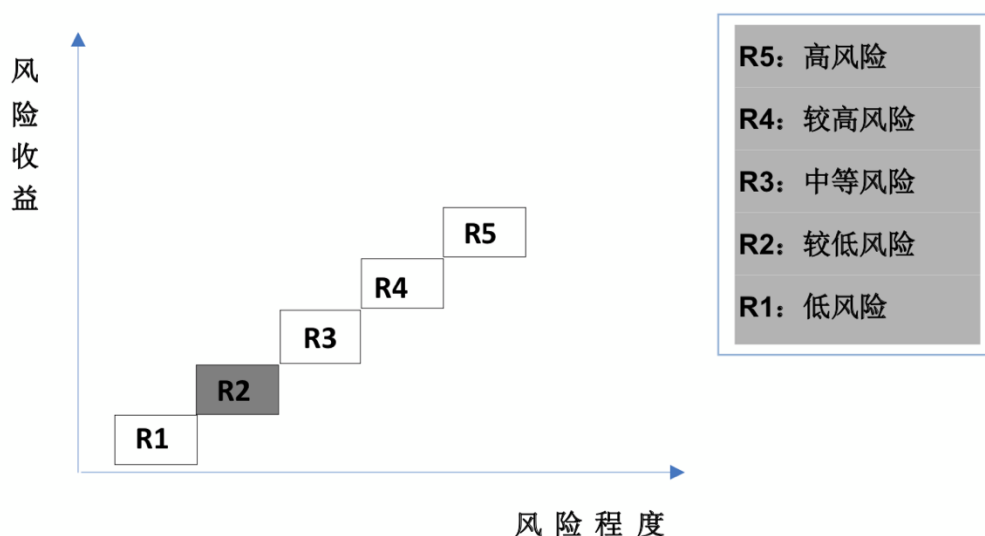 风
险
收
益
R5
R4
R3
R2
R1
风险程度
R5：高风险
R4：较高风险
R3：中等风险
R2：较低风险
R1：低风险